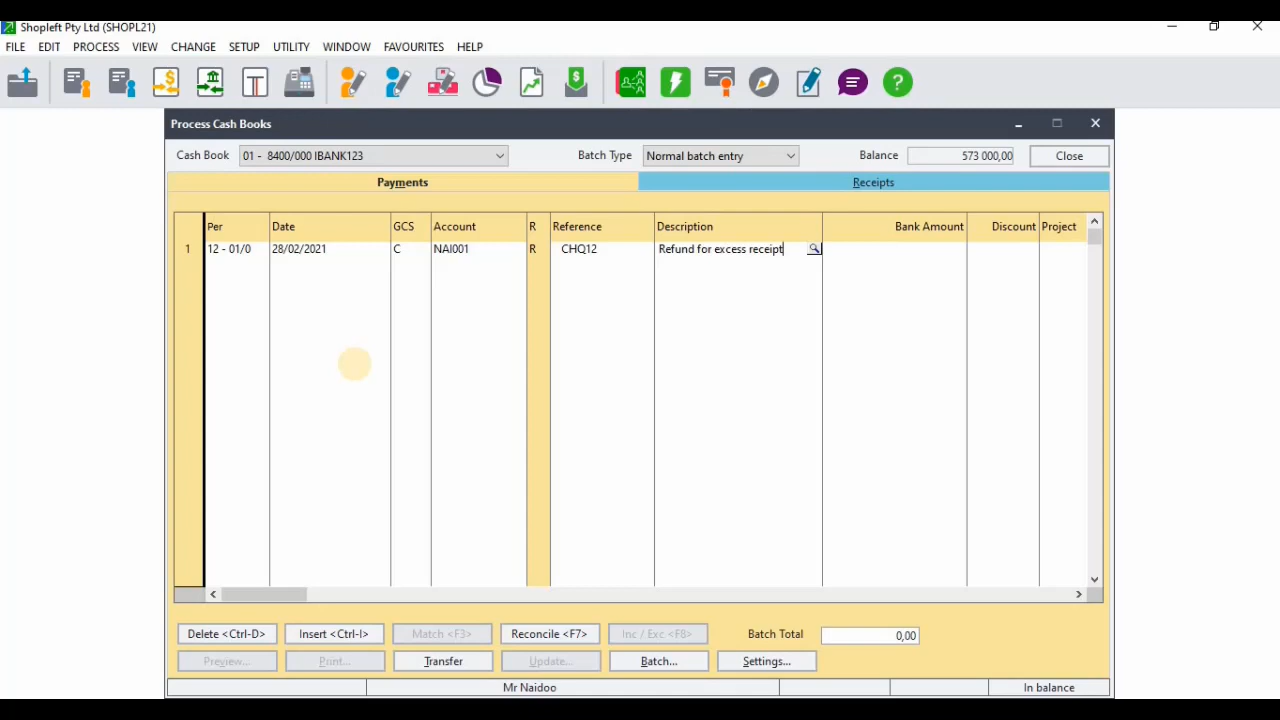 Shopleft Pty Ltd (SHOPL21)
FILE EDIT PROCESS VIEW CHANGE SETUP UTILITY WINDOW FAVOURITES HELP
Process Cash Books
Cash Book 01 - 8400/000 IBANK123 Batch Type Normal batch entry Balance 573 000,00 Close
Payments Receipts
Per Date GCS Account R Reference Description Bank Amount Discount Project
1 12 - 01/0 28/02/2021 C NAI001 R CHQ12 Refund for excess receipt
Delete <Ctrl-D> Insert <Ctrl-I> Match <F3> Reconcile <F7> Inc / Exc <F8> Batch Total 0,00
Preview... Print... Transfer Update... Batch... Settings...
Mr Naidoo In balance